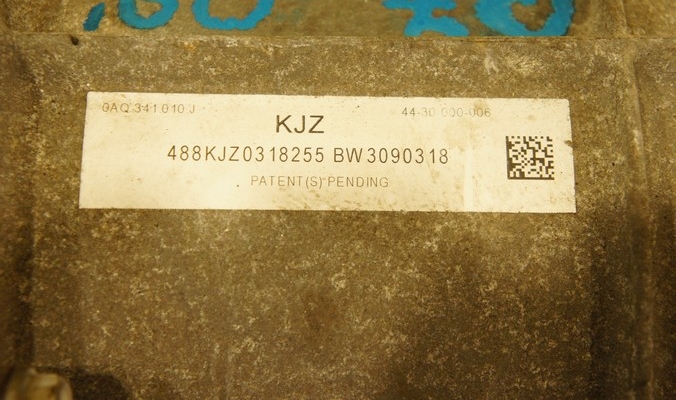 0AQ 341 010 J
44-30 000-006
KJZ
488KJZ0318255 BW3090318
PATENT(S) PENDING